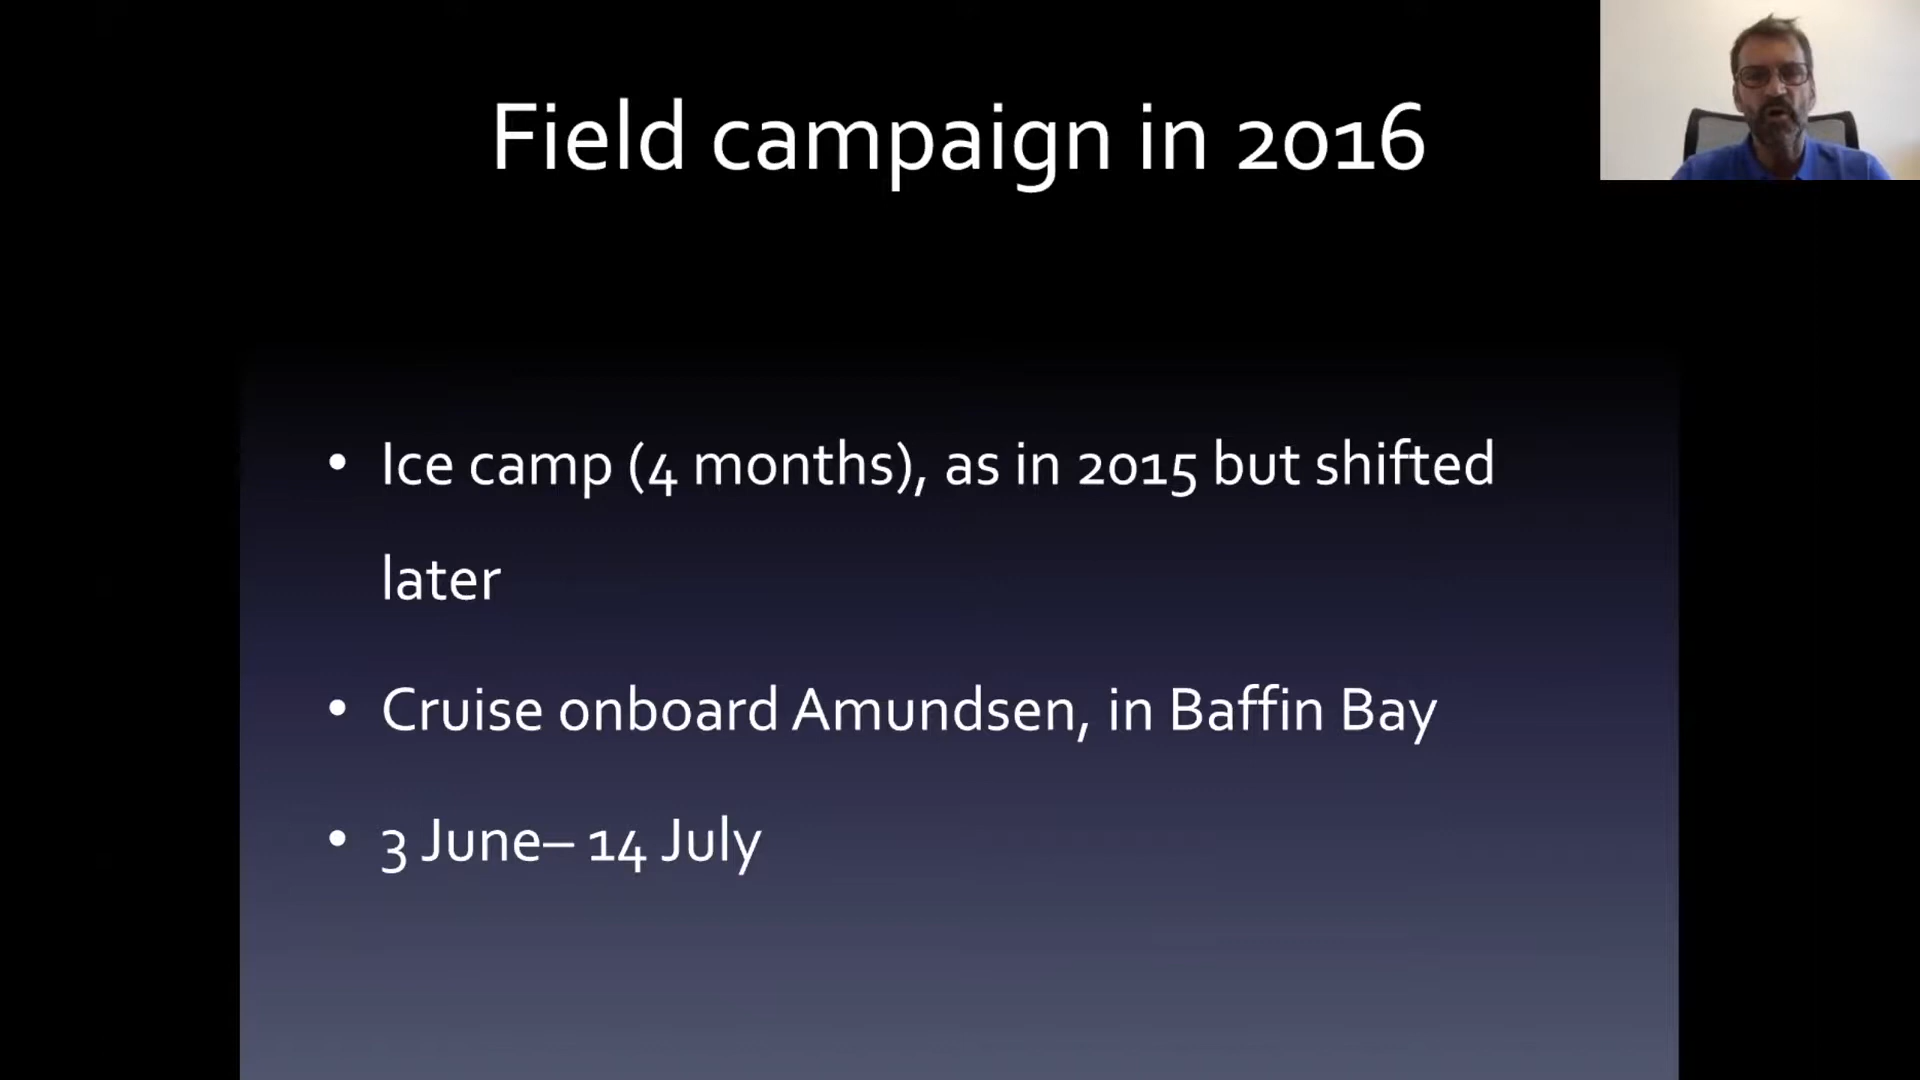 Field campaign in 2016
• Ice camp (4 months), as in 2015 but shifted
later
• Cruise onboard Amundsen, in Baffin Bay
• 3 June– 14 July